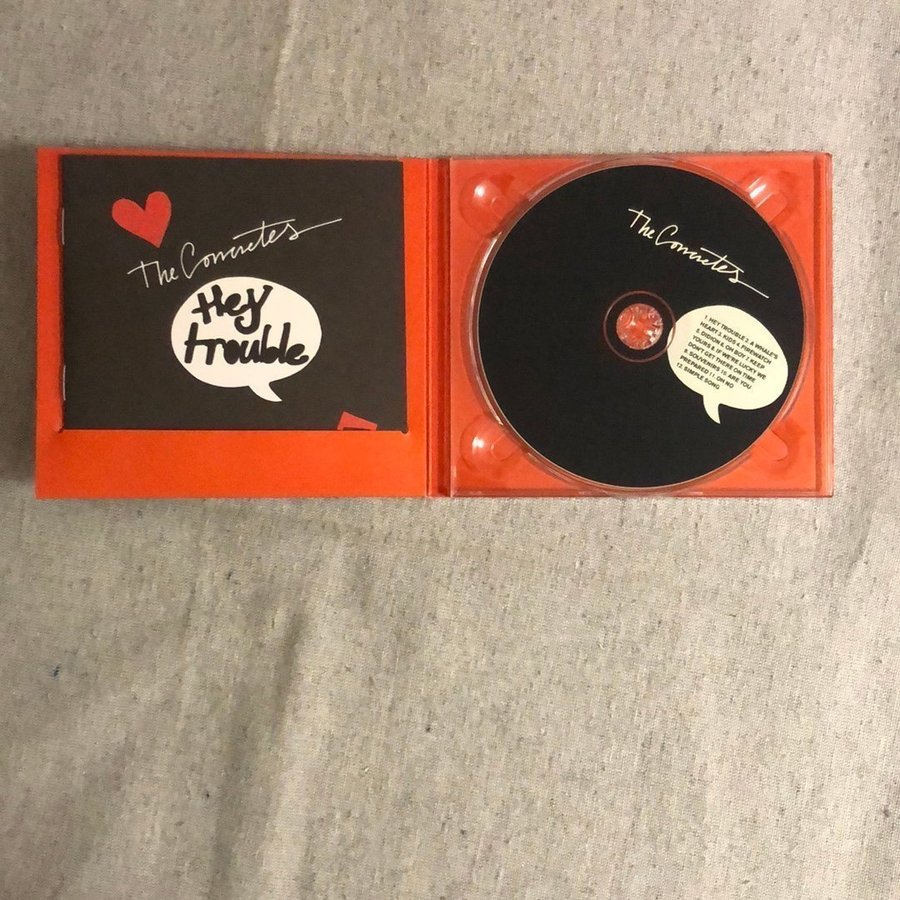 The Concretes
Hey
trouble
The Concretes
1. HEY TROUBLE 2. A WHALE'S
HEART 3. KIDS 4. FIREWATCH
5. DIDION 6. OH BOY 7. KEEP
YOURS 8. IF WE'RE LUCKY WE
DON'T GET THERE ON TIME
9. SOUVENIRS 10. ARE YOU
PREPARED 11. OH NO
12. SIMPLE SONG